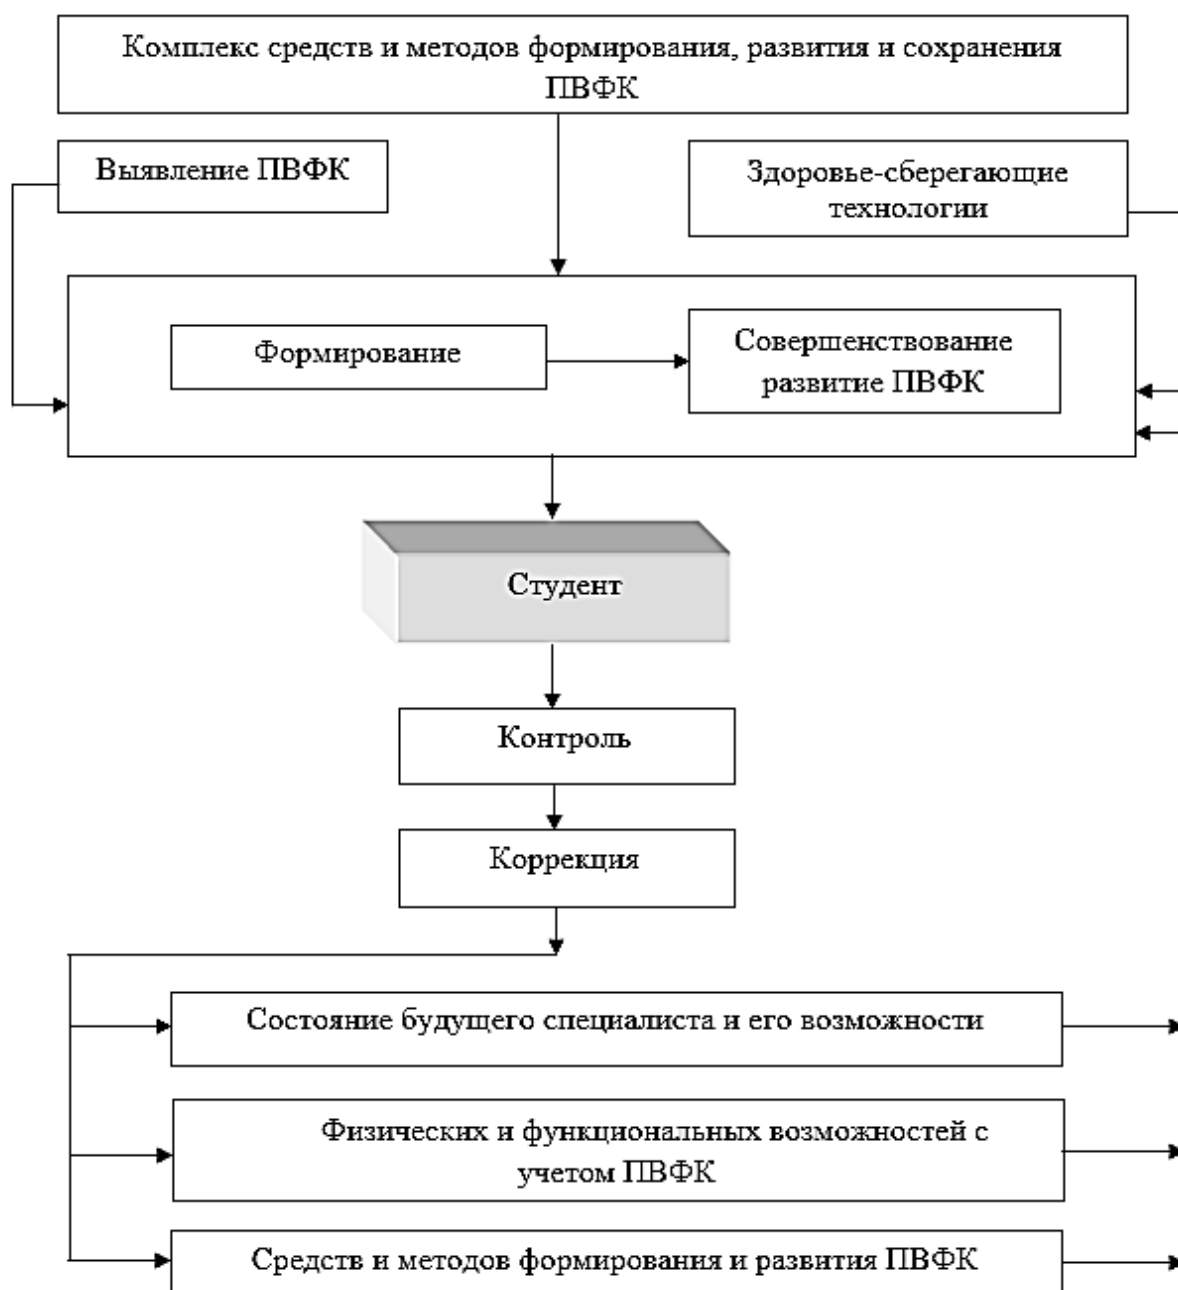 Комплекс средств и методов формирования, развития и сохранения
ПВФК
Выявление ПВФК
Здоровье-сберегающие
технологии
Формирование
Совершенствование
развитие ПВФК
Студент
Контроль
Коррекция
Состояние будущего специалиста и его возможности
Физических и функциональных возможностей с
учетом ПВФК
Средств и методов формирования и развития ПВФК